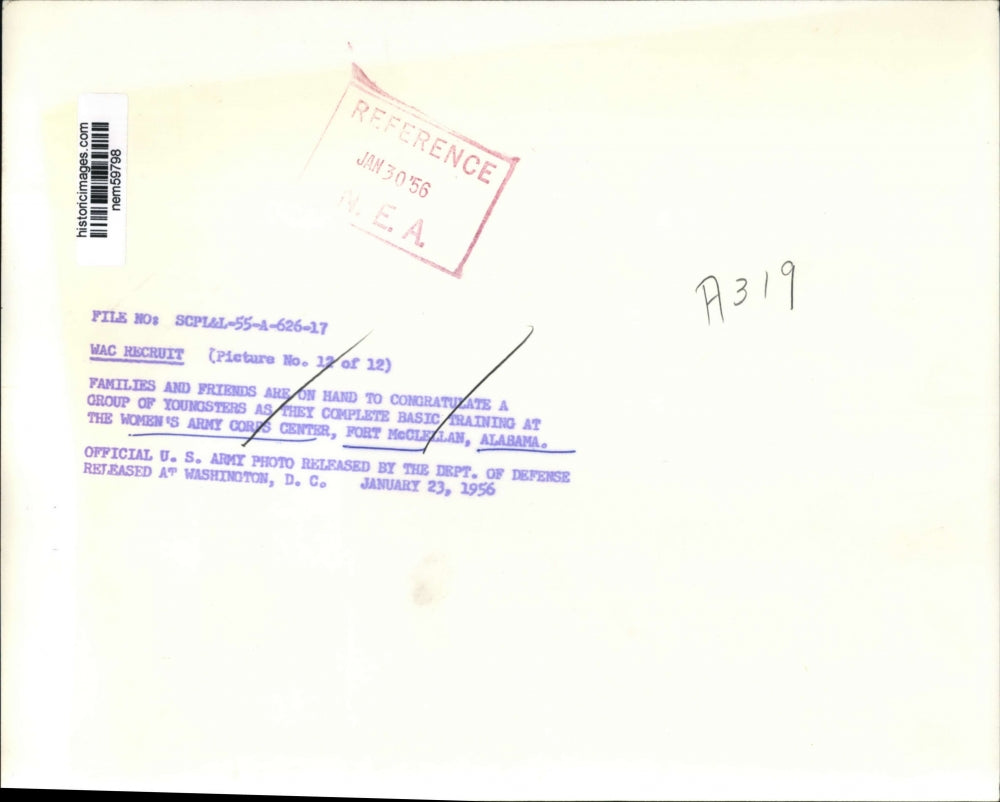 historicimages.com
nem59798
REFERENCE
JAN 30 '56
N. E. A.
A319
FILE NO: SCPL&L-55-A-626-17
WAC RECRUIT (Picture No. 12 of 12)
FAMILIES AND FRIENDS ARE ON HAND TO CONGRATULATE A
GROUP OF YOUNGSTERS AS THEY COMPLETE BASIC TRAINING AT
THE WOMEN'S ARMY CORPS CENTER, FORT McCLELLAN, ALABAMA.
OFFICIAL U. S. ARMY PHOTO RELEASED BY THE DEPT. OF DEFENSE
RELEASED AT WASHINGTON, D. C. JANUARY 23, 1956